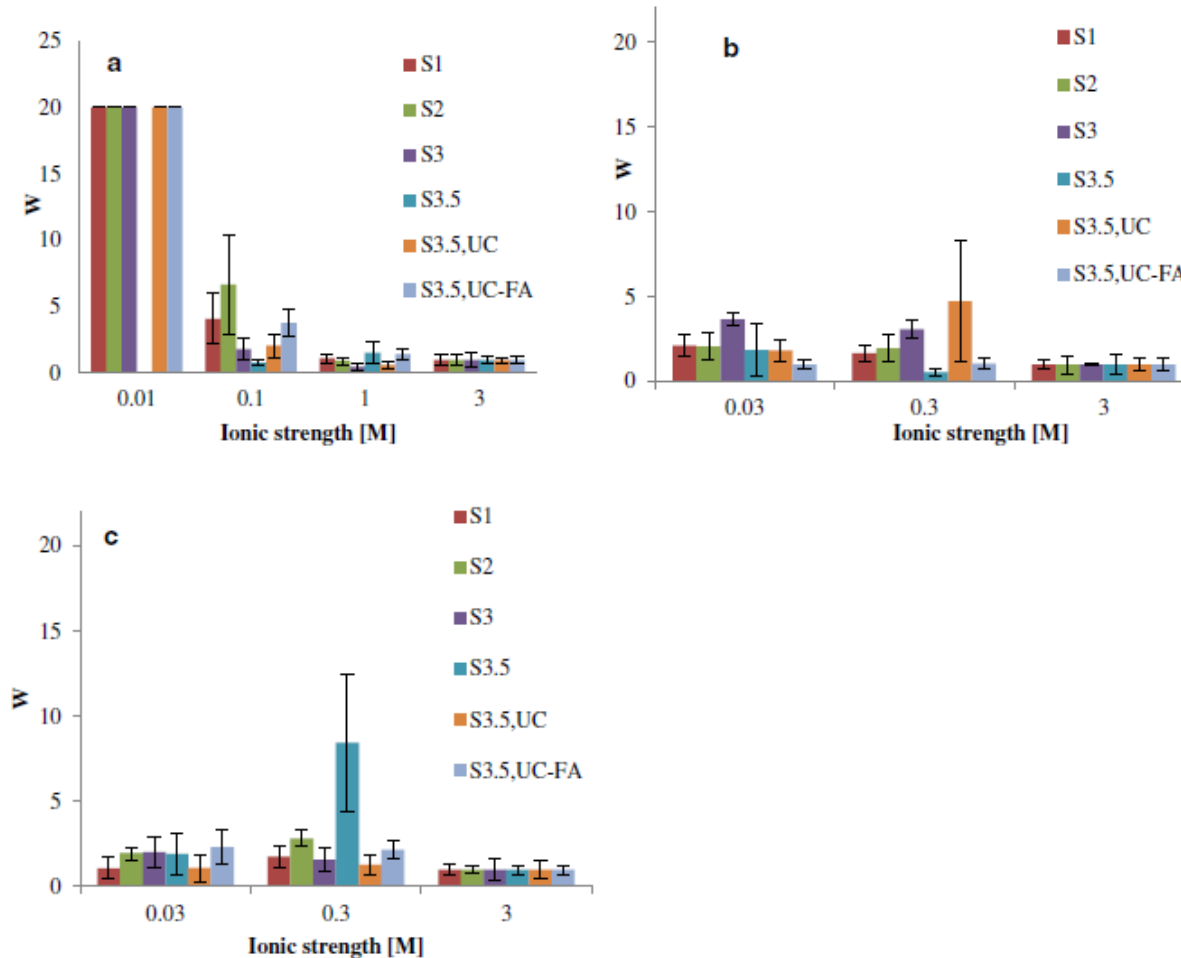 a
25
20
15
10
5
0
W
0.01 0.1 1 3
Ionic strength [M]
S1
S2
S3
S3.5
S3.5,UC
S3.5,UC-FA
b
20
15
10
5
0
W
0.03 0.3 3
Ionic strength [M]
S1
S2
S3
S3.5
S3.5,UC
S3.5,UC-FA
c
20
15
10
5
0
W
0.03 0.3 3
Ionic strength [M]
S1
S2
S3
S3.5
S3.5,UC
S3.5,UC-FA